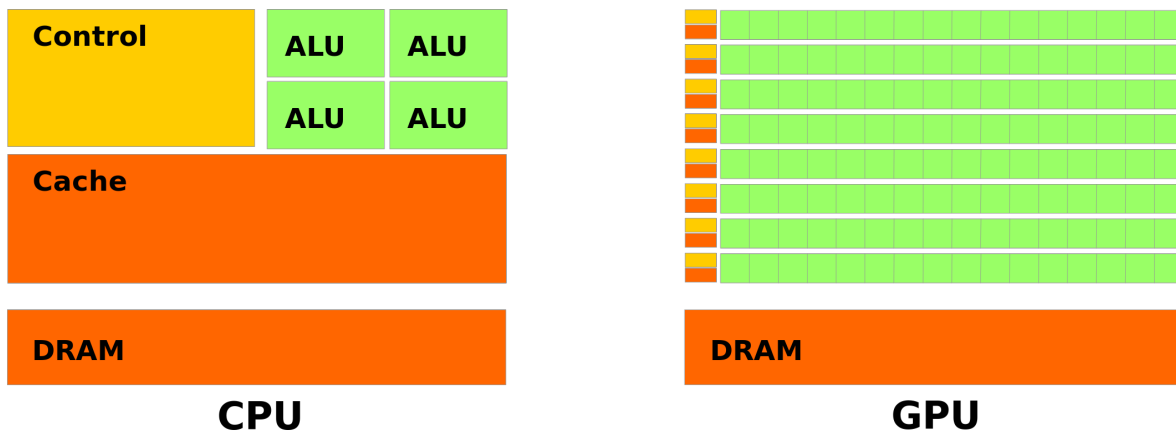 Control
ALU ALU
ALU ALU
Cache
DRAM
CPU
DRAM
GPU